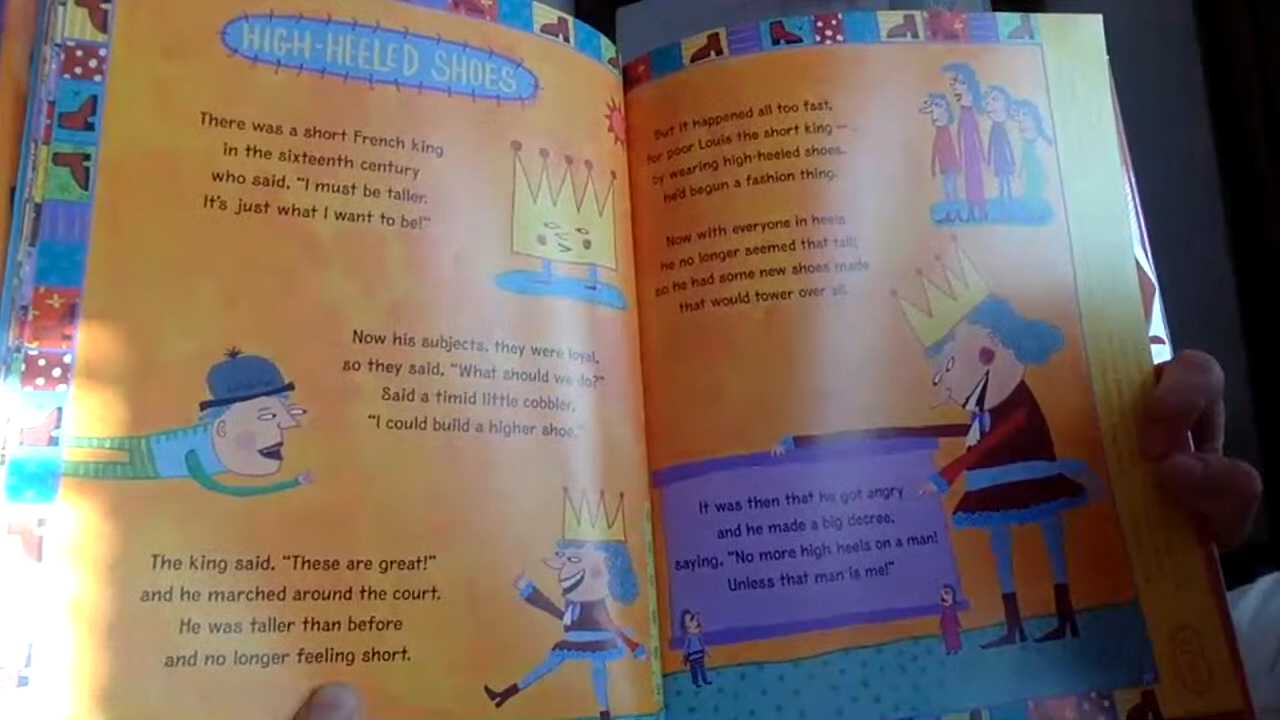 HIGH-HEELED SHOES
There was a short French king
in the sixteenth century
who said, "I must be taller.
It's just what I want to be!"
Now his subjects, they were loyal,
so they said, "What should we do?"
Said a timid little cobbler,
"I could build a higher shoe."
The king said, "These are great!"
and he marched around the court.
He was taller than before
and no longer feeling short.
But it happened all too fast,
for poor Louis the short king —
by wearing high-heeled shoes,
he'd begun a fashion thing.
Now with everyone in heels
he no longer seemed that tall,
so he had some new shoes made
that would tower over all.
It was then that he got angry
and he made a big decree,
saying, "No more high heels on a man!
Unless that man is me!"